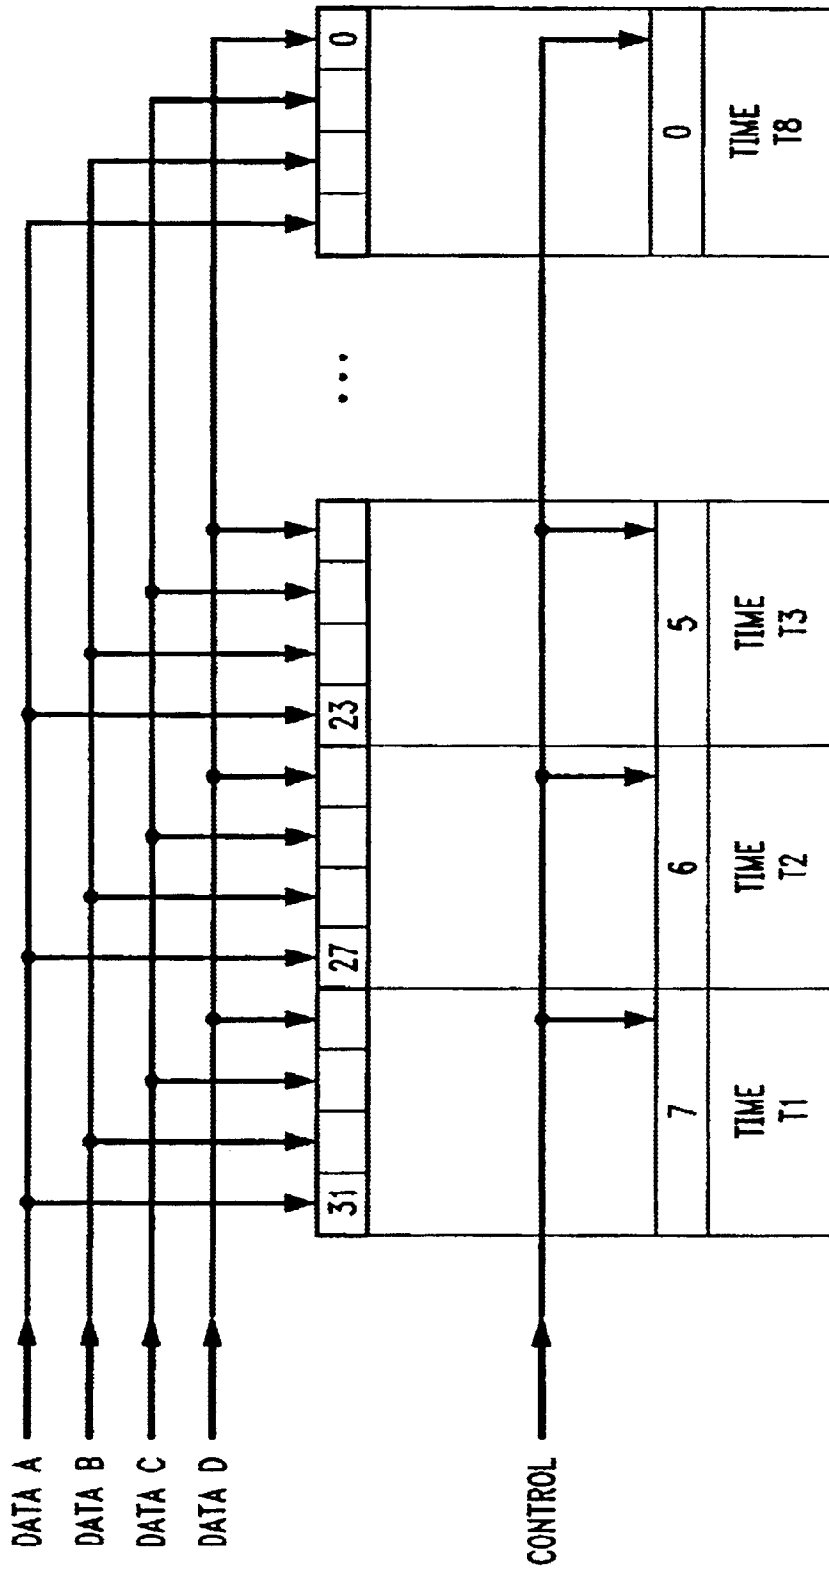 DATA A
DATA B
DATA C
DATA D
31 27 23 ... 0
CONTROL
7 6 5 0
TIME T1
TIME T2
TIME T3
TIME T8